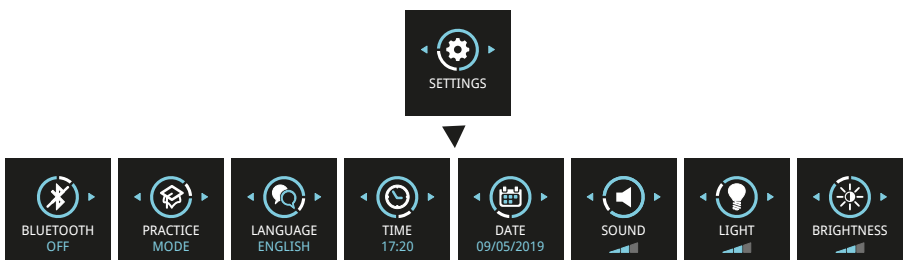 SETTINGS
BLUETOOTH
OFF
PRACTICE
MODE
LANGUAGE
ENGLISH
TIME
17:20
DATE
09/05/2019
SOUND
LIGHT
BRIGHTNESS